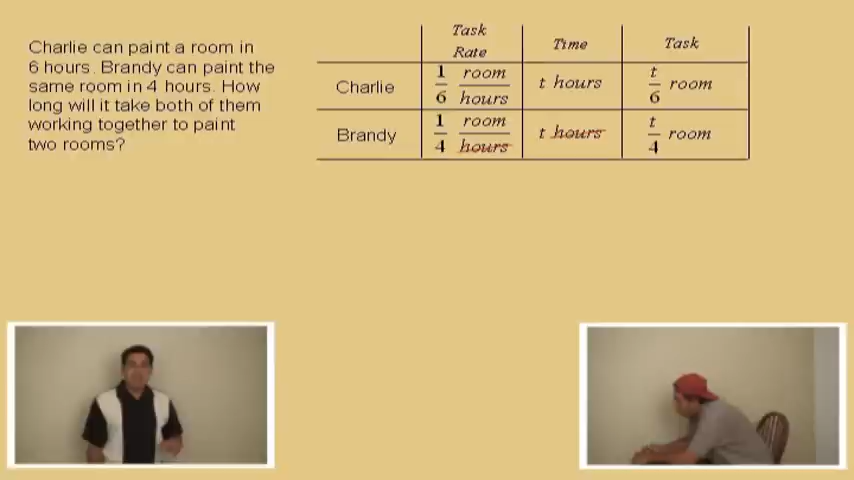 Charlie can paint a room in
6 hours. Brandy can paint the
same room in 4 hours. How
long will it take both of them
working together to paint
two rooms?
Task Rate Time Task
Charlie 1/6 room/hours t hours t/6 room
Brandy 1/4 room/hours t hours t/4 room